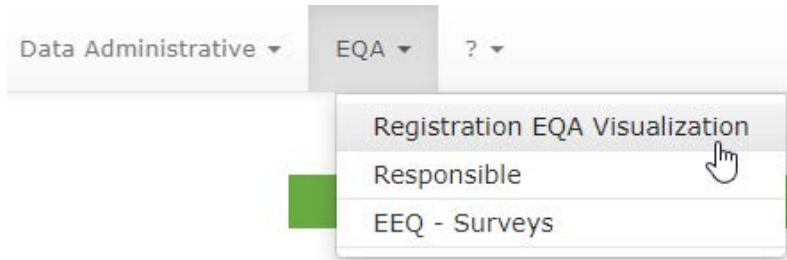 Data Administrative EQA ?
Registration EQA Visualization
Responsible
EEQ - Surveys